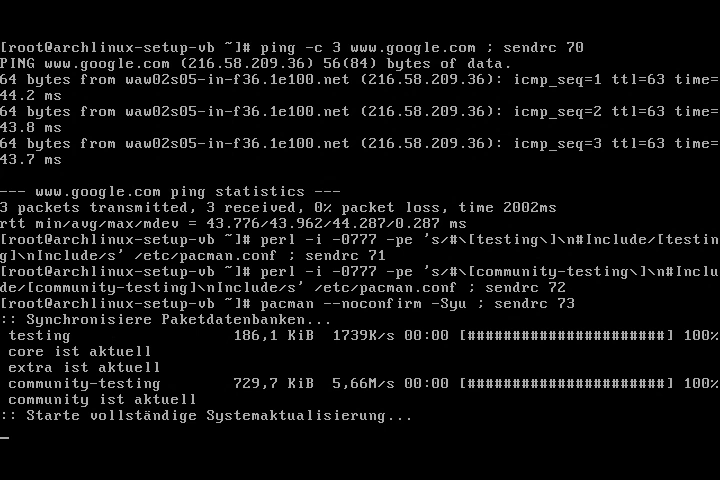 [root@archlinux-setup-vb ~]# ping -c 3 www.google.com ; sendrc 70
PING www.google.com (216.58.209.36) 56(84) bytes of data.
64 bytes from waw02s05-in-f36.1e100.net (216.58.209.36): icmp_seq=1 ttl=63 time=
44.2 ms
64 bytes from waw02s05-in-f36.1e100.net (216.58.209.36): icmp_seq=2 ttl=63 time=
43.8 ms
64 bytes from waw02s05-in-f36.1e100.net (216.58.209.36): icmp_seq=3 ttl=63 time=
43.7 ms
--- www.google.com ping statistics ---
3 packets transmitted, 3 received, 0% packet loss, time 2002ms
rtt min/avg/max/mdev = 43.776/43.962/44.287/0.287 ms
[root@archlinux-setup-vb ~]# perl -i -0777 -pe 's/#\[testing\]\n#Include/[testin
g]\nInclude/s' /etc/pacman.conf ; sendrc 71
[root@archlinux-setup-vb ~]# perl -i -0777 -pe 's/#\[community-testing\]\n#Inclu
de/[community-testing]\nInclude/s' /etc/pacman.conf ; sendrc 72
[root@archlinux-setup-vb ~]# pacman --noconfirm -Syu ; sendrc 73
:: Synchronisiere Paketdatenbanken...
testing 186,1 KiB 1739K/s 00:00 [######################] 100%
core ist aktuell
extra ist aktuell
community-testing 729,7 KiB 5,66M/s 00:00 [######################] 100%
community ist aktuell
:: Starte vollständige Systemaktualisierung...
_